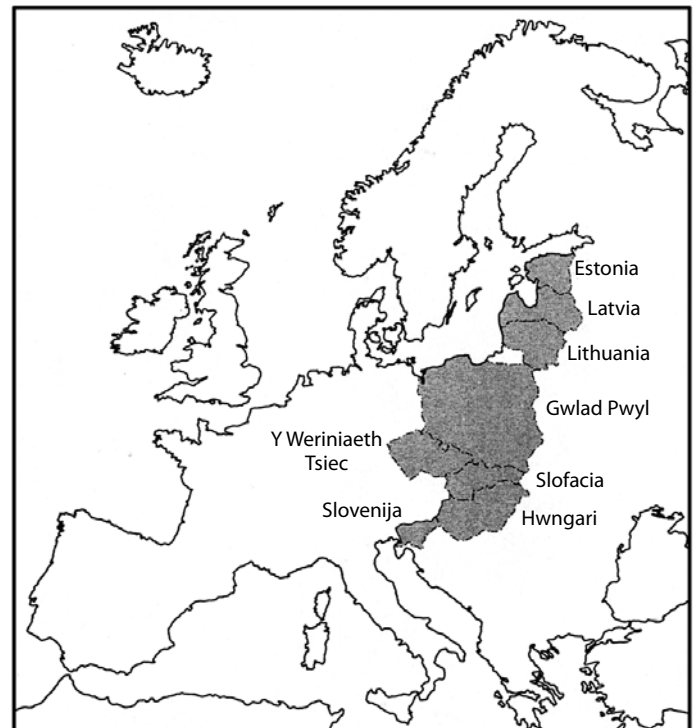 Estonia
Latvia
Lithuania
Gwlad Pwyl
Y Weriniaeth
Tsiec
Slofacia
Slovenija
Hwngari